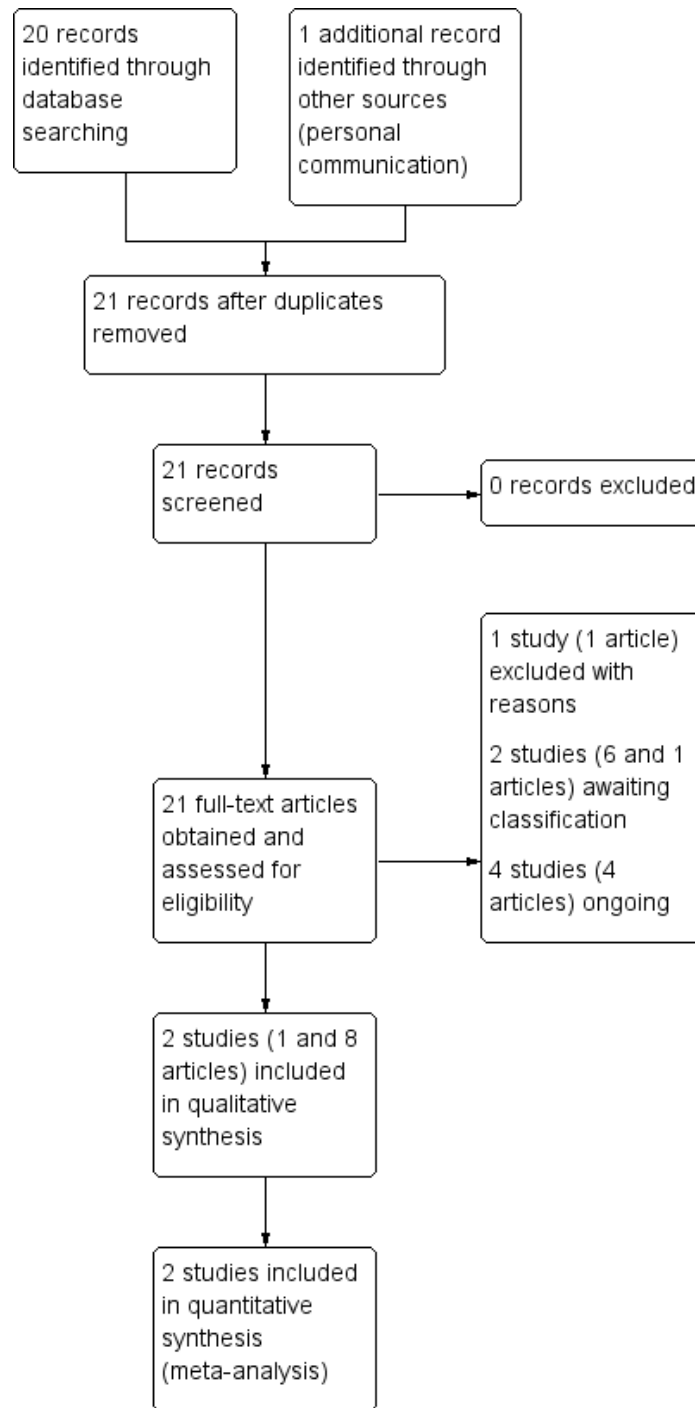 20 records
identified through
database
searching
1 additional record
identified through
other sources
(personal
communication)
21 records after duplicates
removed
21 records
screened
0 records excluded
1 study (1 article)
excluded with
reasons
2 studies (6 and 1
articles) awaiting
classification
4 studies (4
articles) ongoing
21 full-text articles
obtained and
assessed for
eligibility
2 studies (1 and 8
articles) included
in qualitative
synthesis
2 studies included
in quantitative
synthesis
(meta-analysis)